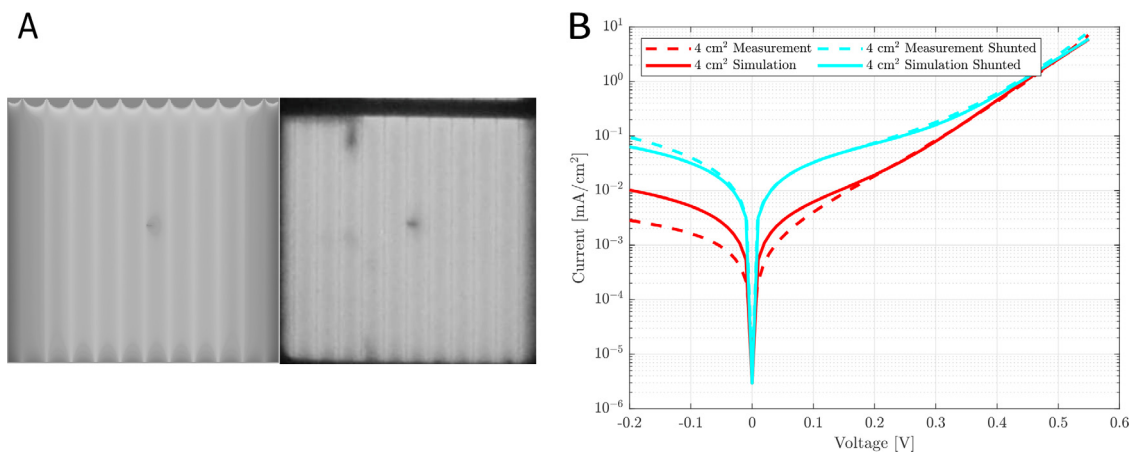 A
B
4 cm² Measurement
4 cm² Measurement Shunted
4 cm² Simulation
4 cm² Simulation Shunted
Current [mA/cm²]
10¹
10⁰
10⁻¹
10⁻²
10⁻³
10⁻⁴
10⁻⁵
10⁻⁶
-0.2 -0.1 0 0.1 0.2 0.3 0.4 0.5 0.6
Voltage [V]